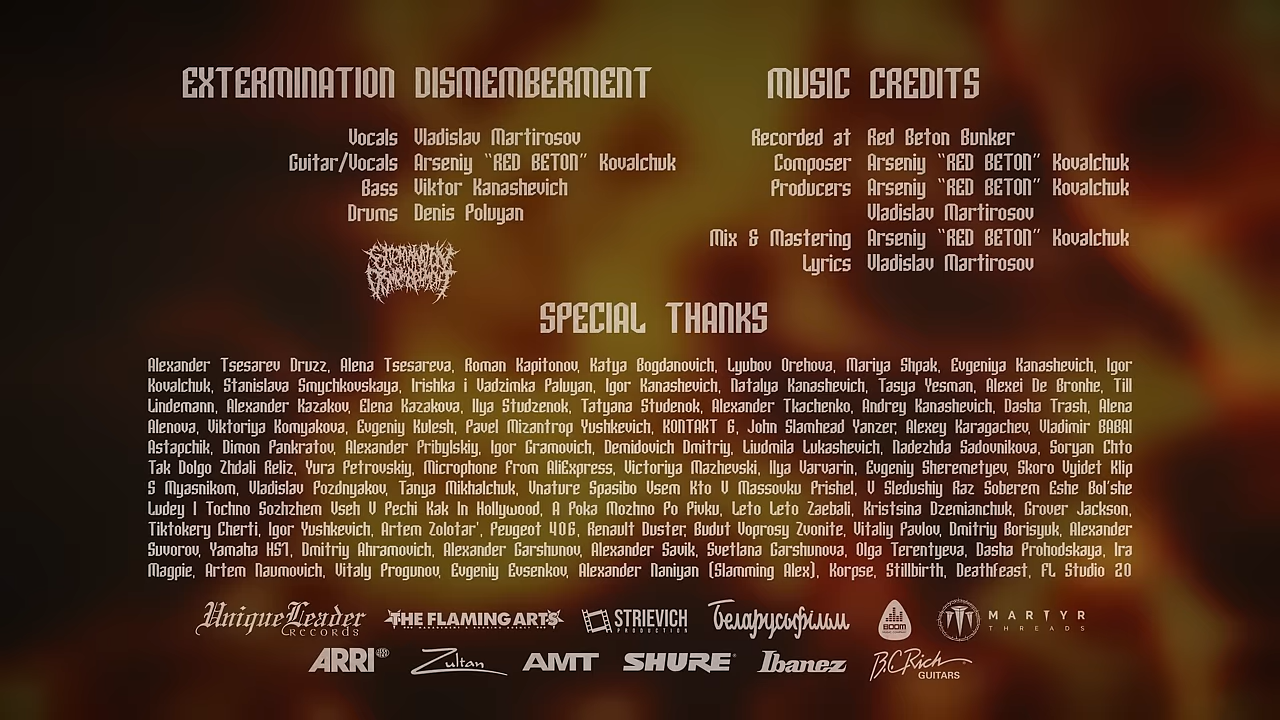 EXTERMINATION DISMEMBERMENT
Vocals Vladislav Martirosov
Guitar/Vocals Arseniy "RED BETON" Kovalchuk
Bass Viktor Kanashevich
Drums Denis Poluyan
EXTERMINATION
DISMEMBERMENT
MUSIC CREDITS
Recorded at Red Beton Bunker
Composer Arseniy "RED BETON" Kovalchuk
Producers Arseniy "RED BETON" Kovalchuk
Vladislav Martirosov
Mix & Mastering Arseniy "RED BETON" Kovalchuk
Lyrics Vladislav Martirosov
SPECIAL THANKS
Alexander Tsesarev Druzz, Alena Tsesareva, Roman Kapitonov, Katya Bogdanovich, Lyubov Orehova, Mariya Shpak, Evgeniya Kanashevich, Igor
Kovalchuk, Stanislava Smychkovskaya, Irishka i Vadzimka Paluyan, Igor Kanashevich, Natalya Kanashevich, Tasya Yesman, Alexei De Bronhe, Till
Lindemann, Alexander Kazakov, Elena Kazakova, Ilya Studzenok, Tatyana Studenok, Alexander Tkachenko, Andrey Kanashevich, Dasha Trash, Alena
Alenova, Viktoriya Komyakova, Evgeniy Kulesh, Pavel Mizantrop Yushkevich, KONTAKT 6, John Slamhead Yanzer, Alexey Karagachev, Vladimir BABAI
Astapchik, Dimon Pankratov, Alexander Pribylskiy, Igor Gramovich, Demidovich Dmitriy, Liudmila Lukashevich, Nadezhda Sadovnikova, Soryan Chto
Tak Dolgo Zhdali Reliz, Yura Petrovskiy, Microphone From AliExpress, Victoriya Mazhevski, Ilya Varvarin, Evgeniy Sheremetyev, Skoro Vyidet Klip
S Myasnikom, Vladislav Pozdnyakov, Tanya Mikhalchuk, Vnature Spasibo Vsem Kto V Massovku Prishel, V Sledushiy Raz Soberem Eshe Bol'she
Ludey I Tochno Sozhzhem Vseh V Pechi Kak In Hollywood, A Poka Mozhno Po Pivku, Leto Leto Zaebali, Kristsina Dzemianchuk, Grover Jackson,
Tiktokery Cherti, Igor Yushkevich, Artem Zolotar', Peugeot 406, Renault Duster, Budut Voprosy Zvonite, Vitaliy Pavlov, Dmitriy Borisyuk, Alexander
Suvorov, Yamaha HS7, Dmitriy Ahramovich, Alexander Garshunov, Alexander Savik, Svetlana Garshunova, Olga Terentyeva, Dasha Prohodskaya, Ira
Magpie, Artem Naumovich, Vitaly Progunov, Evgeniy Evsenkov, Alexander Naniyan (Slamming Alex), Korpse, Stillbirth, Deathfeast, FL Studio 20
Unique Leader
Records
THE FLAMING ARTS
STRIEVICH
PRODUCTION
Беларусьфільм
BOOM
MARTYR
THREADS
ARRI
Zultan
AMT
SHURE
Ibanez
B.C.Rich
GUITARS